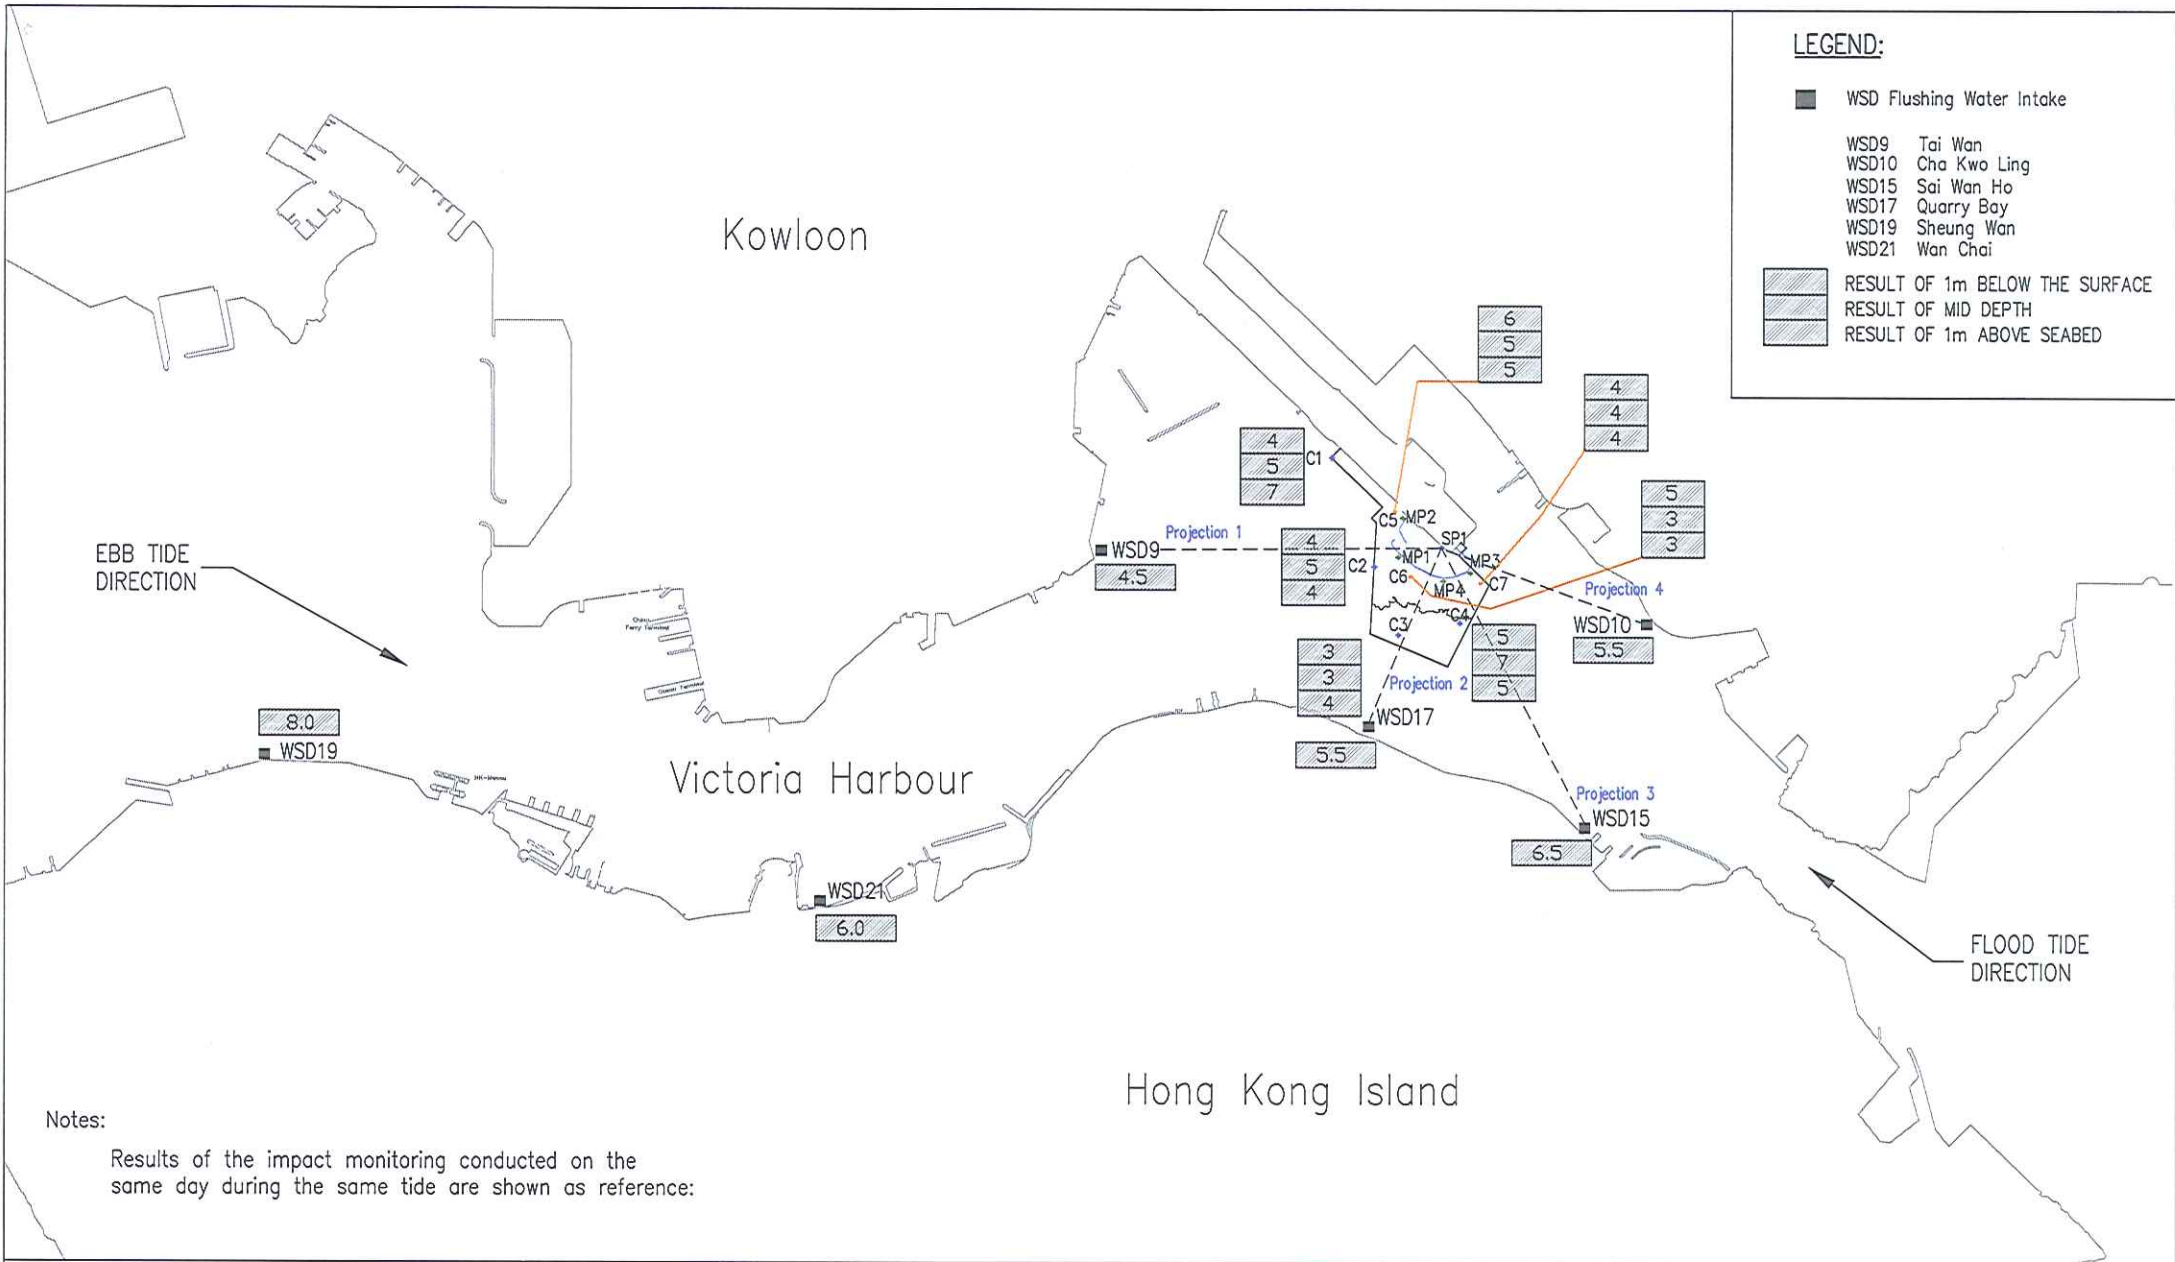 LEGEND:
WSD Flushing Water Intake
WSD9 Tai Wan
WSD10 Cha Kwo Ling
WSD15 Sai Wan Ho
WSD17 Quarry Bay
WSD19 Sheung Wan
WSD21 Wan Chai
RESULT OF 1m BELOW THE SURFACE
RESULT OF MID DEPTH
RESULT OF 1m ABOVE SEABED
Kowloon
6
5
5
4
4
4
4
5
7
C1
5
3
3
C5
MP2
SP1
Projection 1
WSD9
4.5
4
5
4
C2
MP1
MP3
C6
C7
MP4
Projection 4
C3
C4
WSD10
5.5
EBB TIDE
DIRECTION
China
Ferry Terminal
Ocean Terminal
3
3
4
5
7
5
Projection 2
WSD17
5.5
8.0
WSD19
Victoria Harbour
Projection 3
WSD15
6.5
WSD21
6.0
FLOOD TIDE
DIRECTION
Hong Kong Island
Notes:
Results of the impact monitoring conducted on the
same day during the same tide are shown as reference: